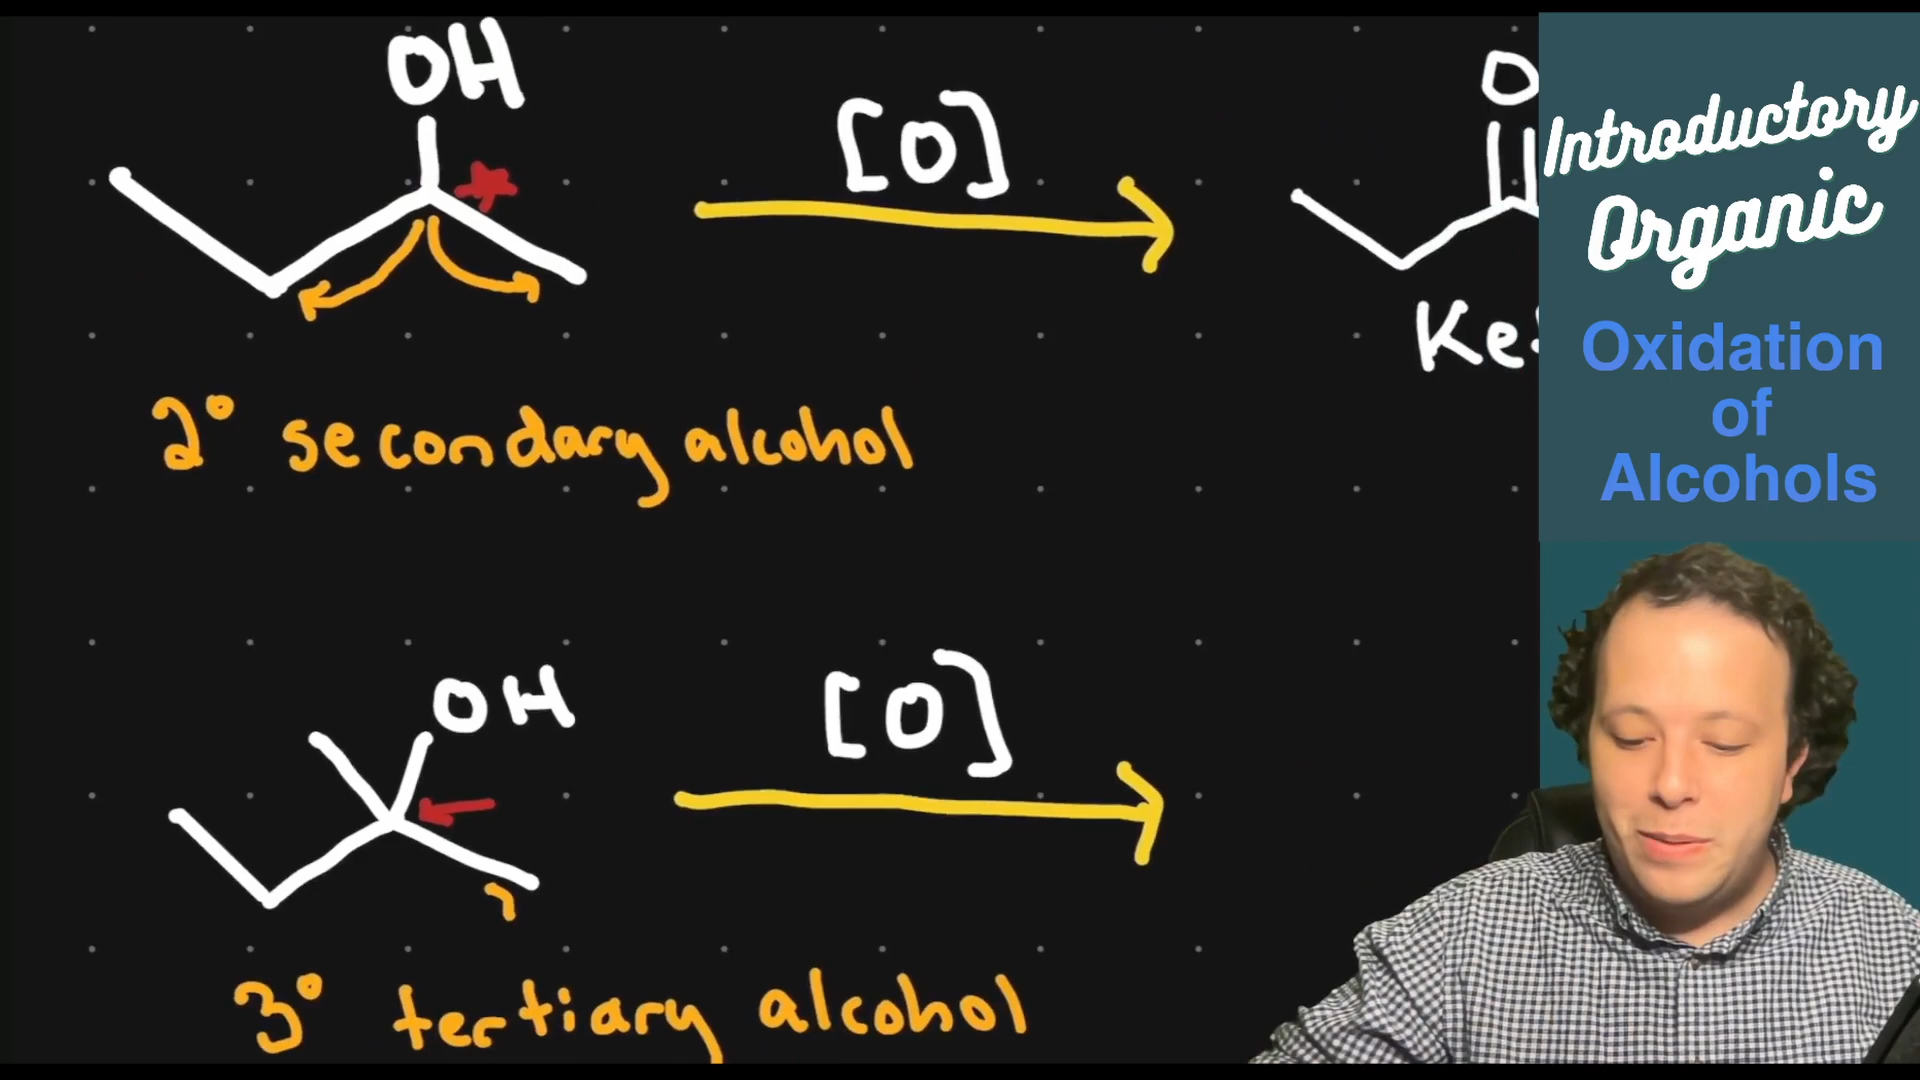 OH
[O]
O
Ke
2° secondary alcohol
OH
[O]
3° tertiary alcohol
Introductory
Organic
Oxidation
of
Alcohols